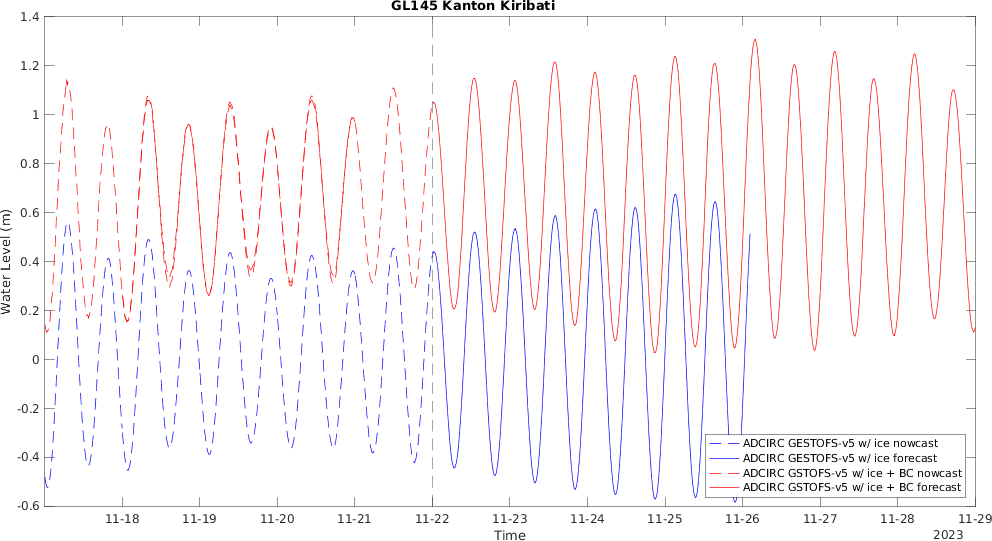 GL145 Kanton Kiribati
1.4
1.2
1
0.8
0.6
0.4
0.2
0
-0.2
-0.4
-0.6
Water Level (m)
ADCIRC GESTOFS-v5 w/ ice nowcast
ADCIRC GESTOFS-v5 w/ ice forecast
ADCIRC GSTOFS-v5 w/ ice + BC nowcast
ADCIRC GSTOFS-v5 w/ ice + BC forecast
11-18 11-19 11-20 11-21 11-22 11-23 11-24 11-25 11-26 11-27 11-28 11-29
Time
2023